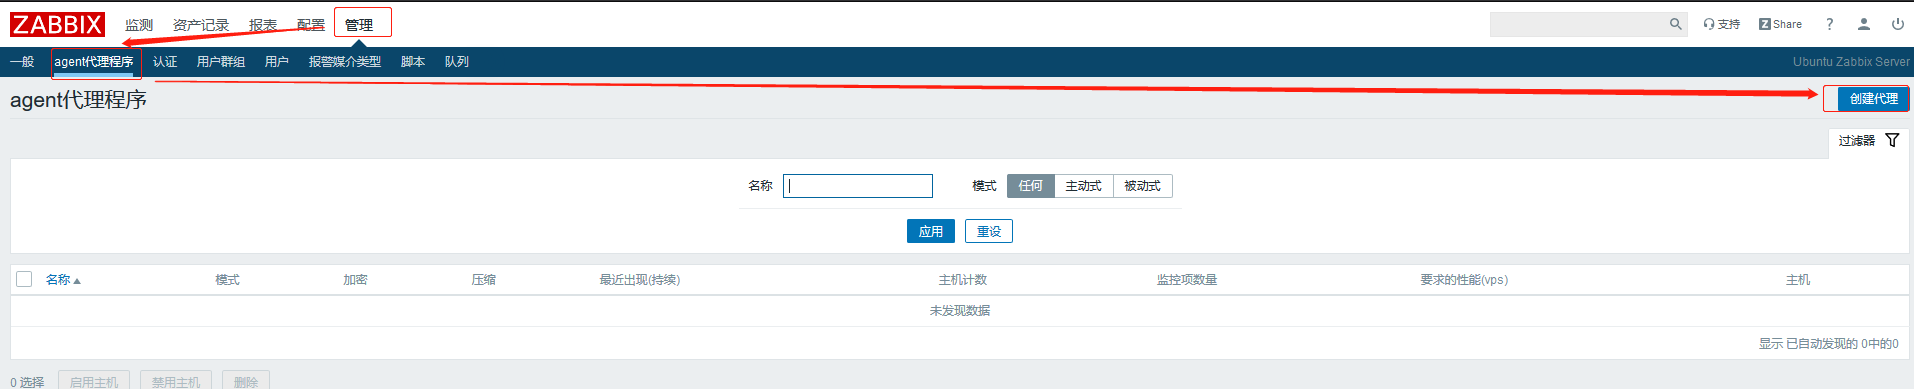 ZABBIX 监测 资产记录 报表 配置 管理 支持 Z Share ?
一般 agent代理程序 认证 用户群组 用户 报警媒介类型 脚本 队列 Ubuntu Zabbix Server
agent代理程序 创建代理
过滤器
名称 模式 任何 主动式 被动式
应用 重设
名称 模式 加密 压缩 最近出现(持续) 主机计数 监控项数量 要求的性能(vps) 主机
未发现数据
显示 已自动发现的 0中的0
0 选择 启用主机 禁用主机 删除